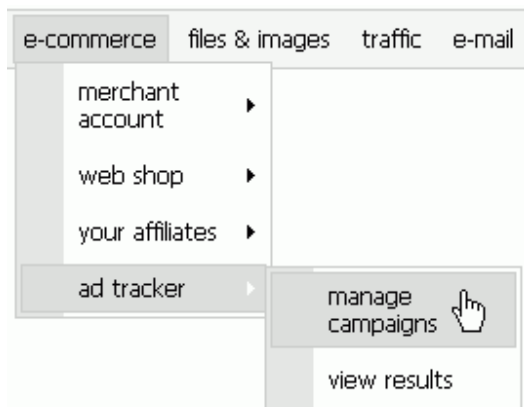 e-commerce files & images traffic e-mail
merchant
account
web shop
your affiliates
ad tracker
manage
campaigns
view results